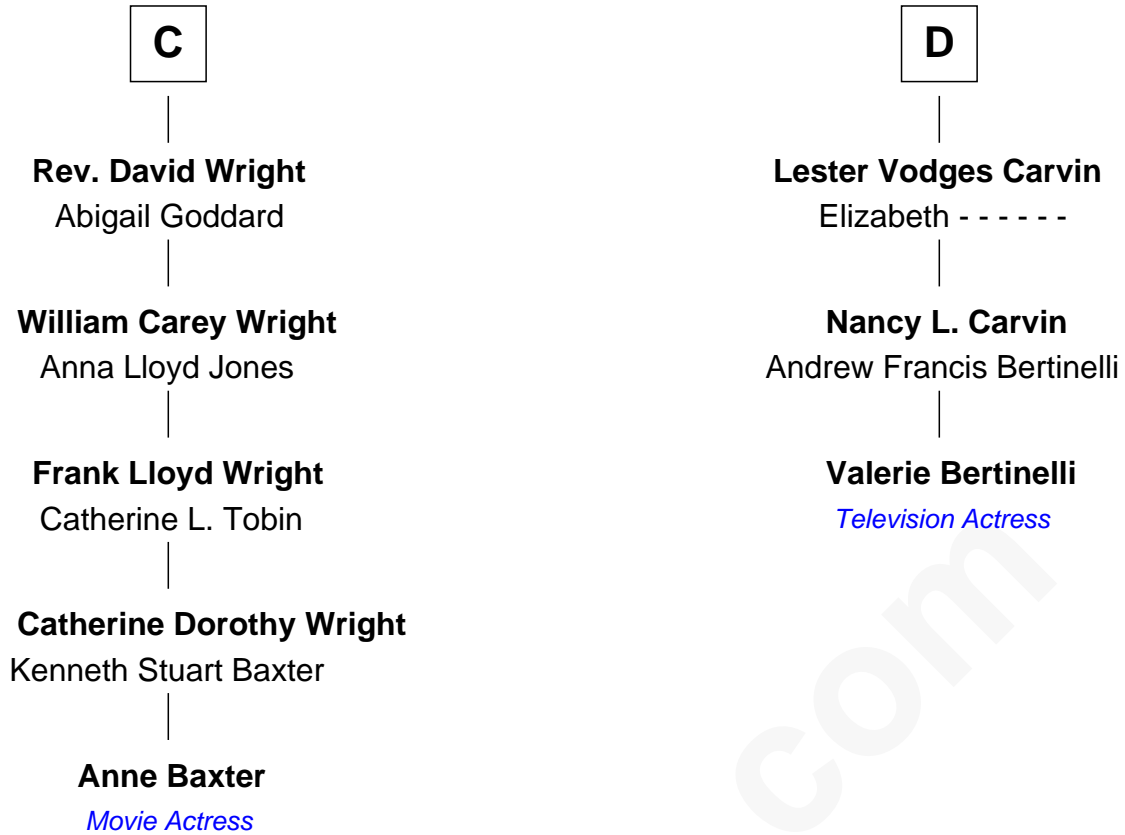 C
Rev. David Wright
Abigail Goddard
William Carey Wright
Anna Lloyd Jones
Frank Lloyd Wright
Catherine L. Tobin
Catherine Dorothy Wright
Kenneth Stuart Baxter
Anne Baxter
Movie Actress
D
Lester Vodges Carvin
Elizabeth - - - - - -
Nancy L. Carvin
Andrew Francis Bertinelli
Valerie Bertinelli
Television Actress
com